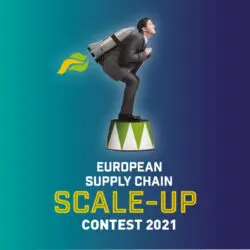 EUROPEAN
SUPPLY CHAIN
SCALE-UP
CONTEST 2021